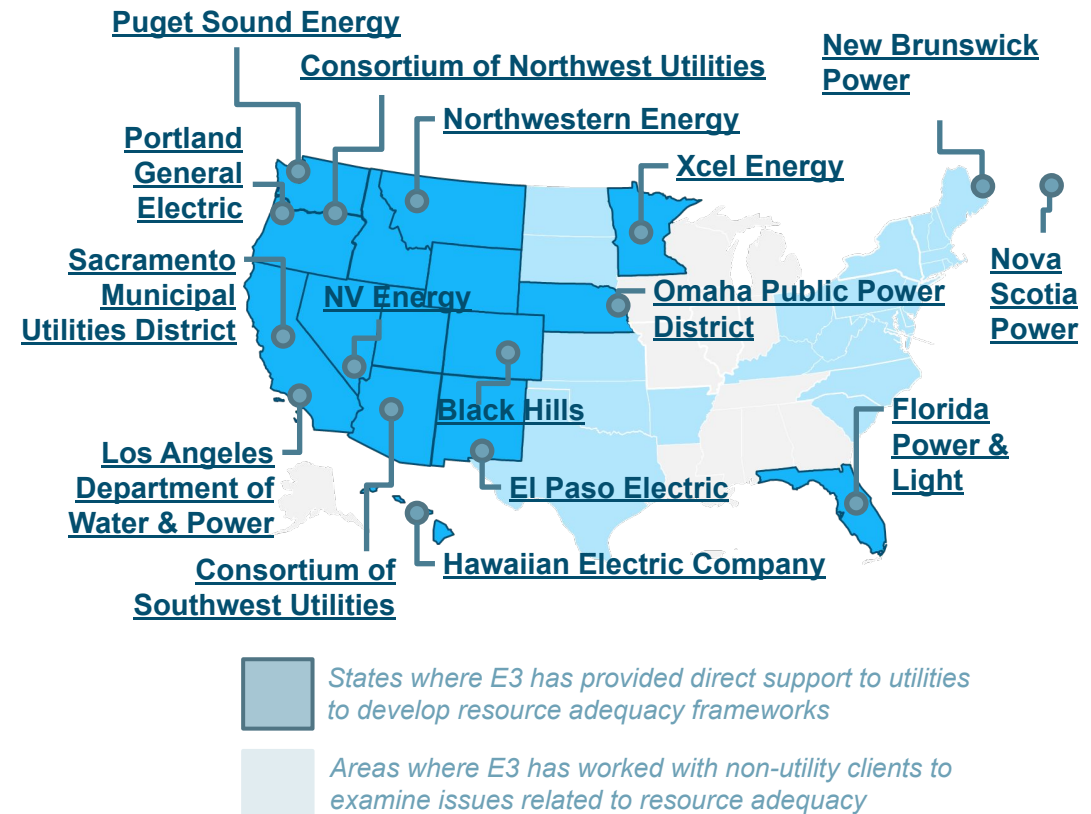 Puget Sound Energy
Consortium of Northwest Utilities
New Brunswick
Power
Northwestern Energy
Portland
General
Electric
Xcel Energy
Sacramento
Municipal
Utilities District
NV Energy
Omaha Public Power
District
Nova
Scotia
Power
Black Hills
Florida
Power &
Light
Los Angeles
Department of
Water & Power
El Paso Electric
Consortium of
Southwest Utilities
Hawaiian Electric Company
States where E3 has provided direct support to utilities
to develop resource adequacy frameworks
Areas where E3 has worked with non-utility clients to
examine issues related to resource adequacy